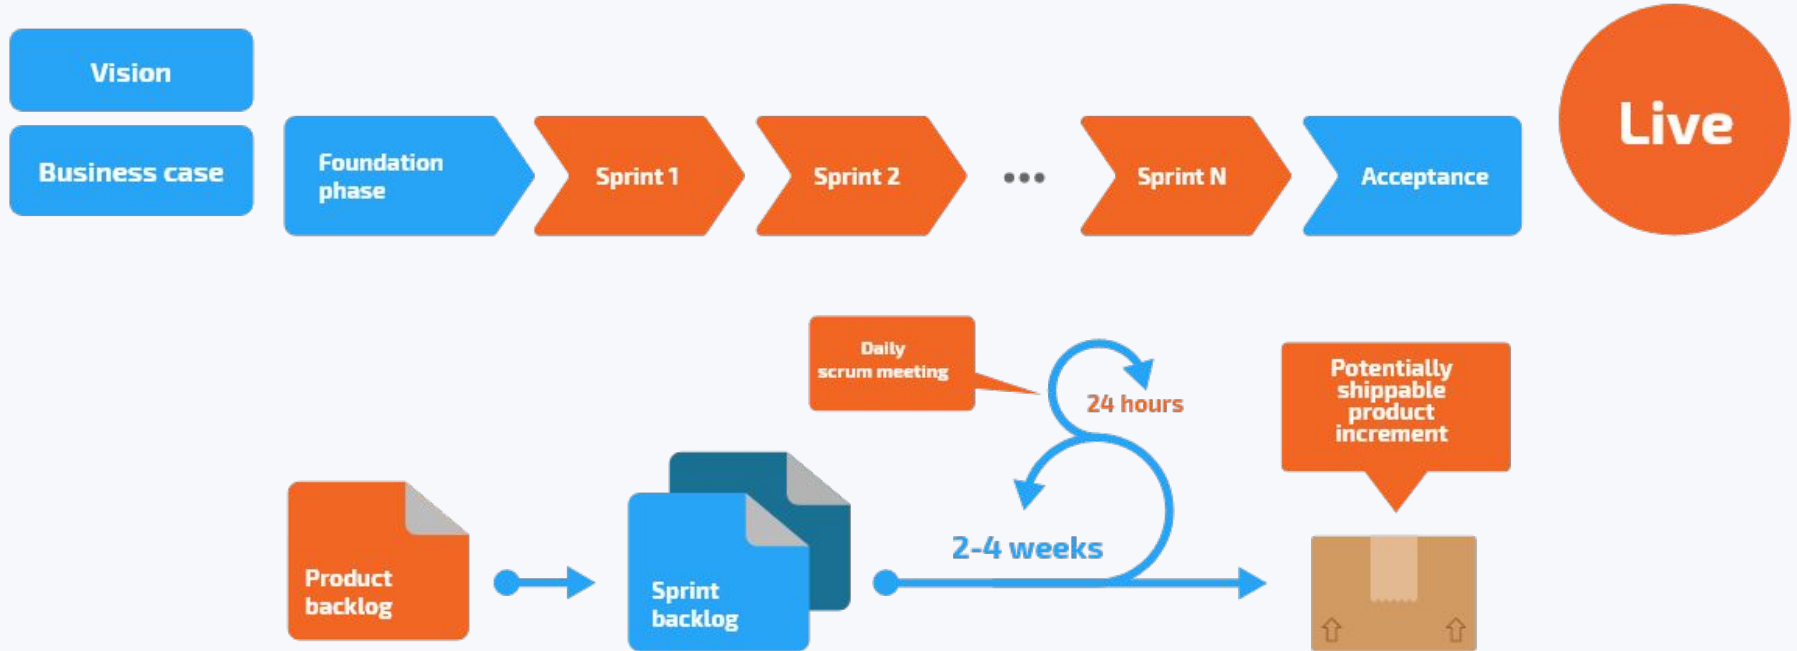 Vision
Business case
Foundation
phase
Sprint 1
Sprint 2
...
Sprint N
Acceptance
Live
Daily
scrum meeting
24 hours
2-4 weeks
Potentially
shippable
product
increment
Product
backlog
Sprint
backlog